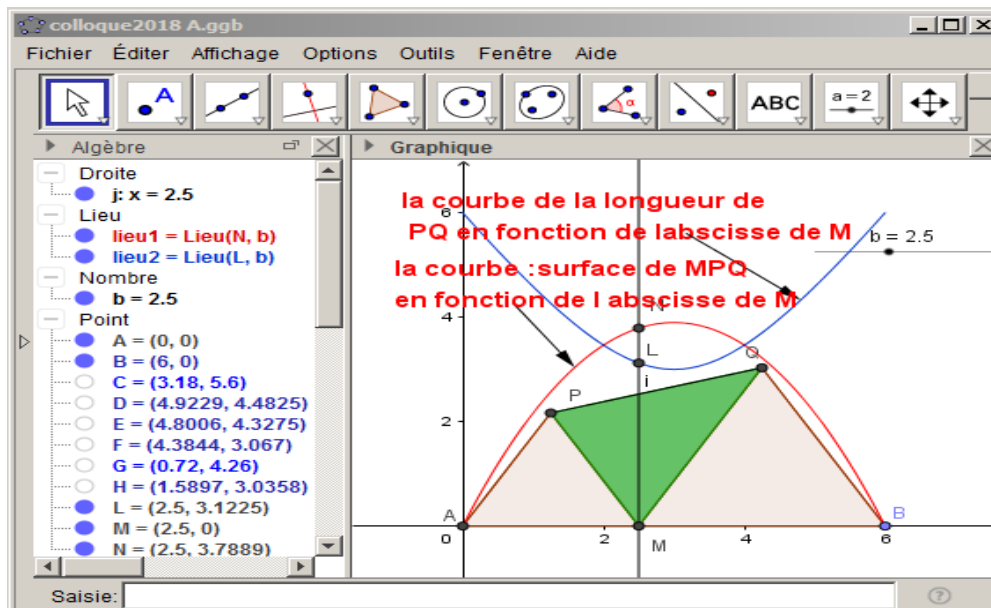 colloque2018 A.ggb
Fichier Éditer Affichage Options Outils Fenêtre Aide
A
α
ABC
a=2
Algèbre
Graphique
Droite
j: x = 2.5
Lieu
lieu1 = Lieu(N, b)
lieu2 = Lieu(L, b)
Nombre
b = 2.5
Point
A = (0, 0)
B = (6, 0)
C = (3.18, 5.6)
D = (4.9229, 4.4825)
E = (4.8006, 4.3275)
F = (4.3844, 3.067)
G = (0.72, 4.26)
H = (1.5897, 3.0358)
L = (2.5, 3.1225)
M = (2.5, 0)
N = (2.5, 3.7889)
la courbe de la longueur de
PQ en fonction de labscisse de M
b = 2.5
la courbe :surface de MPQ
en fonction de l abscisse de M
6
4
2
N
L
Q
i
P
A
B
0
2
M
4
6
Saisie: